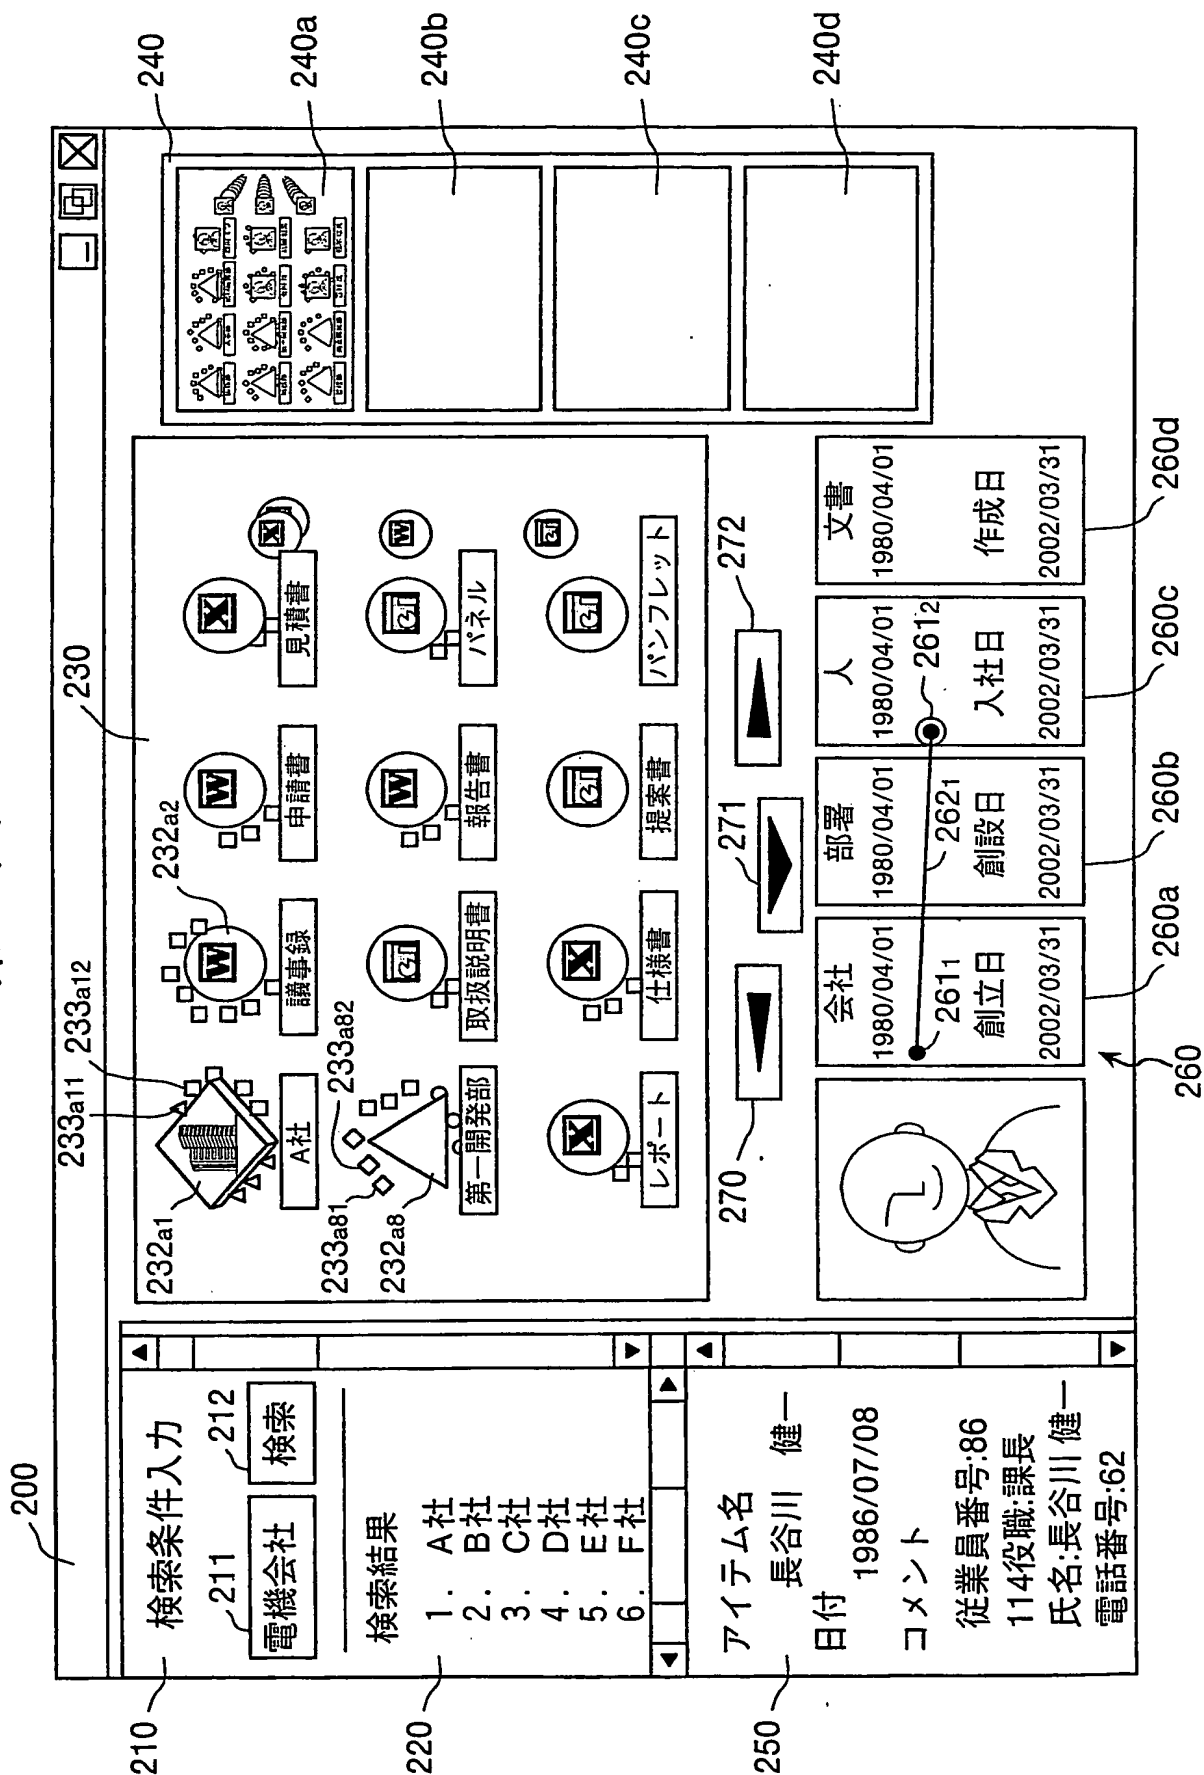 200
210
検索条件入力
211
電機会社
212
検索
220
検索結果
1. A社
2. B社
3. C社
4. D社
5. E社
6. F社
250
アイテム名
長谷川 健一
日付
1986/07/08
コメント
従業員番号:86
114役職:課長
氏名:長谷川 健一
電話番号:62
230
233a11
233a12
232a1
232a2
A社
議事録
申請書
見積書
233a81
233a82
232a8
第一開発部
取扱説明書
報告書
パネル
レポート
仕様書
提案書
パンフレット
W
W
X
X
W
W
W
X
X
240
240a
240b
240c
240d
270
271
272
会社
1980/04/01
2611
創立日
2002/03/31
部署
1980/04/01
2621
創設日
2002/03/31
人
1980/04/01
2612
入社日
2002/03/31
文書
1980/04/01
作成日
2002/03/31
260
260a
260b
260c
260d